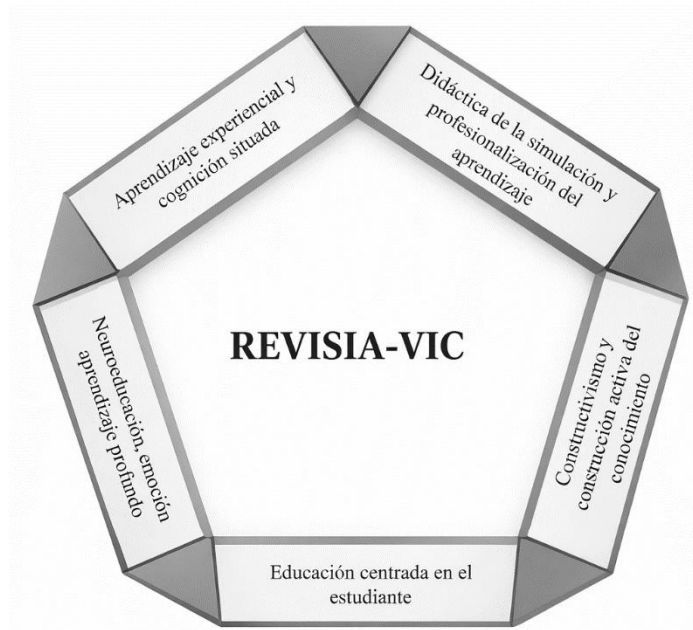 Aprendizaje experiencial y
cognición situada
Didáctica de la simulación y
profesionalización del
aprendizaje
REVISIA-VIC
Neuroeducación, emoción
aprendizaje profundo
Constructivismo y
construcción activa del
conocimiento
Educación centrada en el
estudiante